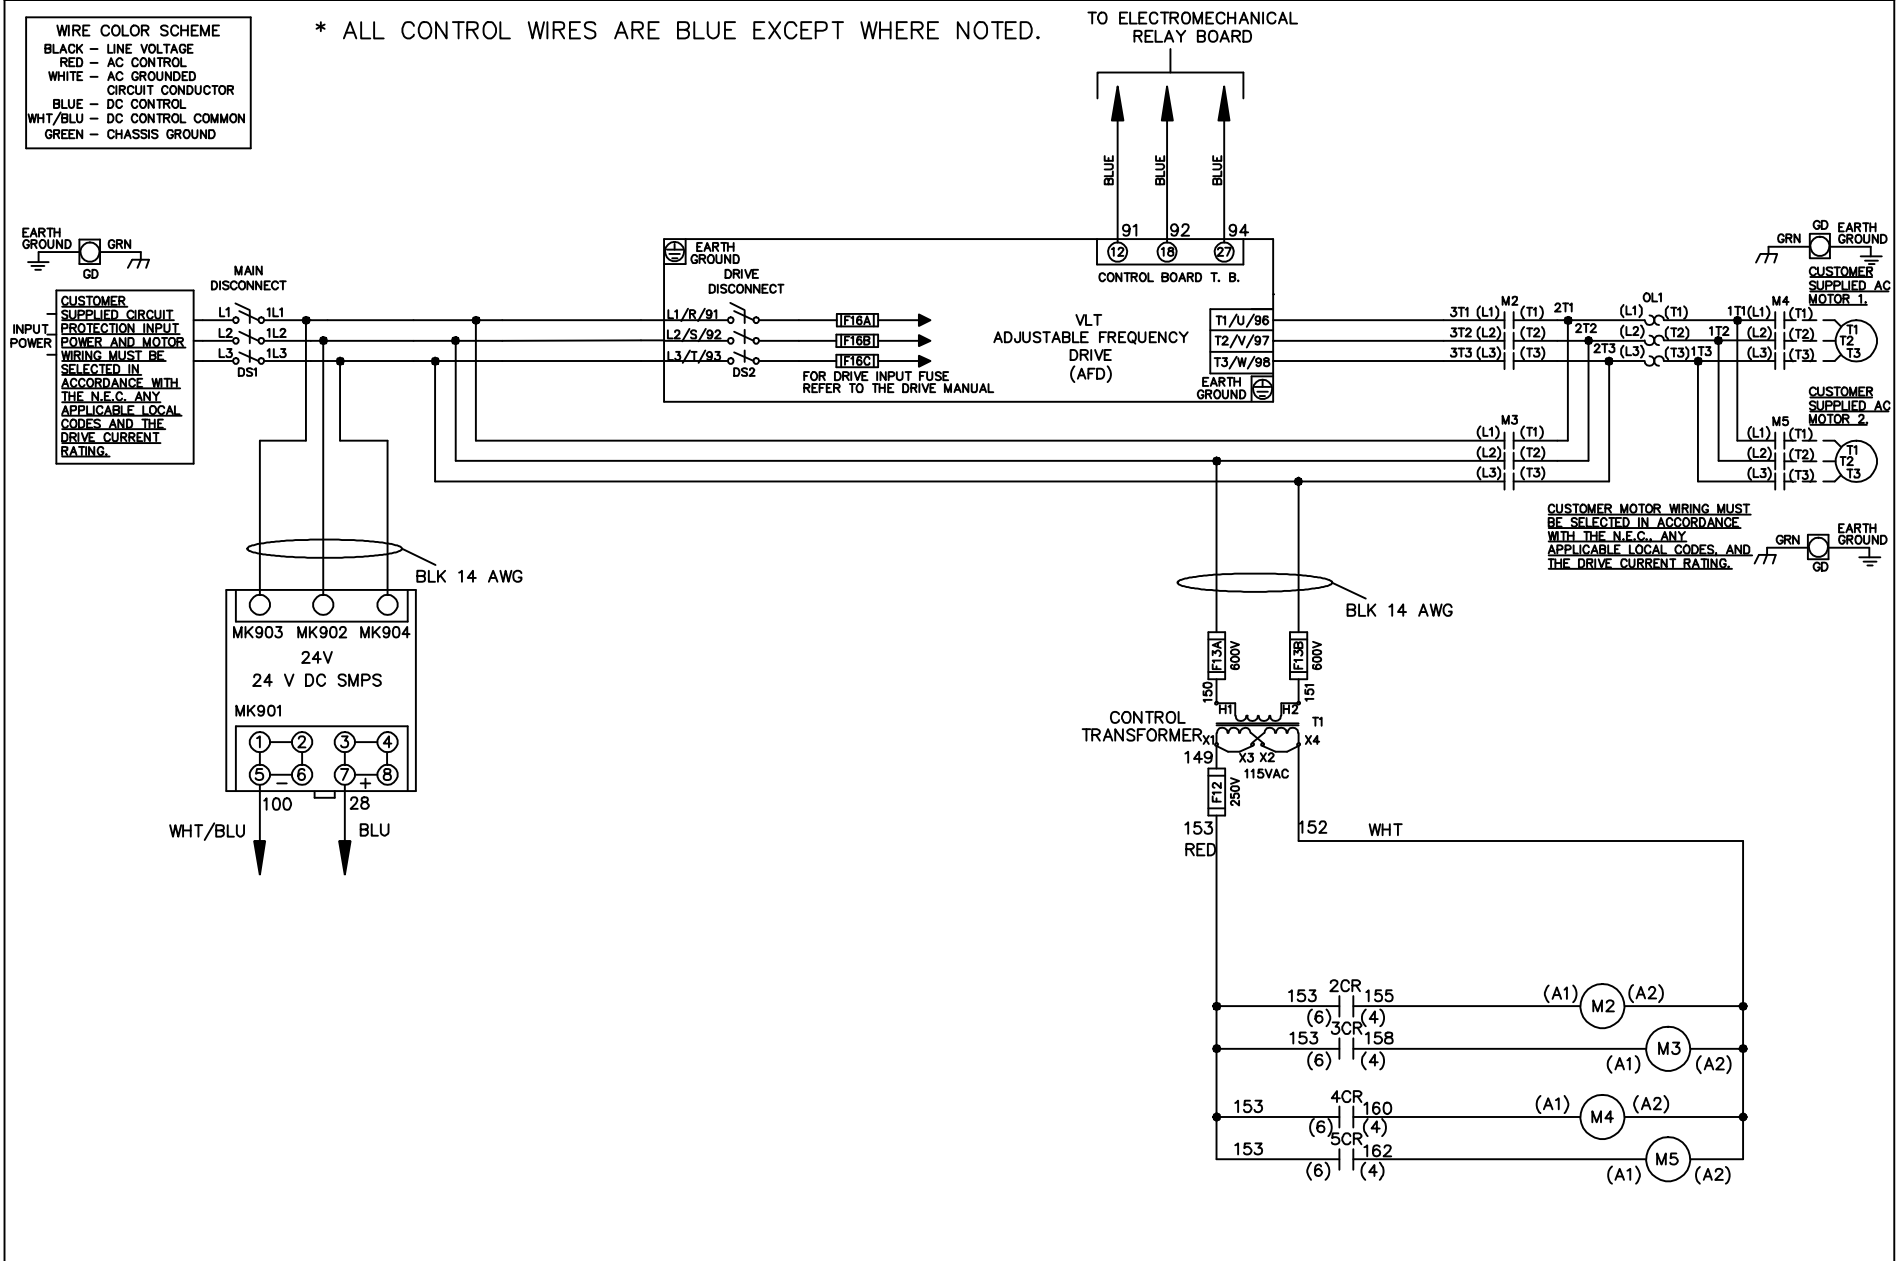 WIRE COLOR SCHEME
BLACK – LINE VOLTAGE
RED – AC CONTROL
WHITE – AC GROUNDED
CIRCUIT CONDUCTOR
BLUE – DC CONTROL
WHT/BLU – DC CONTROL COMMON
GREEN – CHASSIS GROUND
* ALL CONTROL WIRES ARE BLUE EXCEPT WHERE NOTED.
TO ELECTROMECHANICAL
RELAY BOARD
BLUE
BLUE
BLUE
91
92
94
12
18
27
CONTROL BOARD T. B.
EARTH
GROUND
GRN
GD
INPUT
POWER
CUSTOMER
SUPPLIED CIRCUIT
PROTECTION INPUT
POWER AND MOTOR
WIRING MUST BE
SELECTED IN
ACCORDANCE WITH
THE N.E.C. ANY
APPLICABLE LOCAL
CODES AND THE
DRIVE CURRENT
RATING.
MAIN
DISCONNECT
L1 1L1
L2 1L2
L3 1L3
DS1
EARTH
GROUND
DRIVE
DISCONNECT
L1/R/91
L2/S/92
L3/T/93
DS2
F16A
F16B
F16C
FOR DRIVE INPUT FUSE
REFER TO THE DRIVE MANUAL
VLT
ADJUSTABLE FREQUENCY
DRIVE
(AFD)
T1/U/96
T2/V/97
T3/W/98
EARTH
GROUND
M2
3T1 (L1) (T1) 2T1
3T2 (L2) (T2) 2T2
3T3 (L3) (T3) 2T3
OL1
(L1) (T1) 1T1
(L2) (T2) 1T2
(L3) (T3) 1T3
M4
(L1) (T1)
(L2) (T2)
(L3) (T3)
T1
T2
T3
GD
GRN
EARTH
GROUND
CUSTOMER
SUPPLIED AC
MOTOR 1.
M3
(L1) (T1)
(L2) (T2)
(L3) (T3)
CUSTOMER
SUPPLIED AC
MOTOR 2.
M5
(L1) (T1)
(L2) (T2)
(L3) (T3)
T1
T2
T3
CUSTOMER MOTOR WIRING MUST
BE SELECTED IN ACCORDANCE
WITH THE N.E.C., ANY
APPLICABLE LOCAL CODES, AND
THE DRIVE CURRENT RATING.
GRN
GD
EARTH
GROUND
BLK 14 AWG
MK903 MK902 MK904
24V
24 V DC SMPS
MK901
1 2 3 4
5 – 6 7 + 8
100
28
WHT/BLU
BLU
BLK 14 AWG
F13A
600V
F13B
600V
150
151
H1
H2
CONTROL
TRANSFORMER
T1
X1
X4
149
X3 X2
115VAC
F12
250V
153
RED
152
WHT
153 2CR 155
(6) (4)
(A1) M2 (A2)
153 3CR 158
(6) (4)
(A1) M3 (A2)
153 4CR 160
(6) (4)
(A1) M4 (A2)
153 5CR 162
(6) (4)
(A1) M5 (A2)